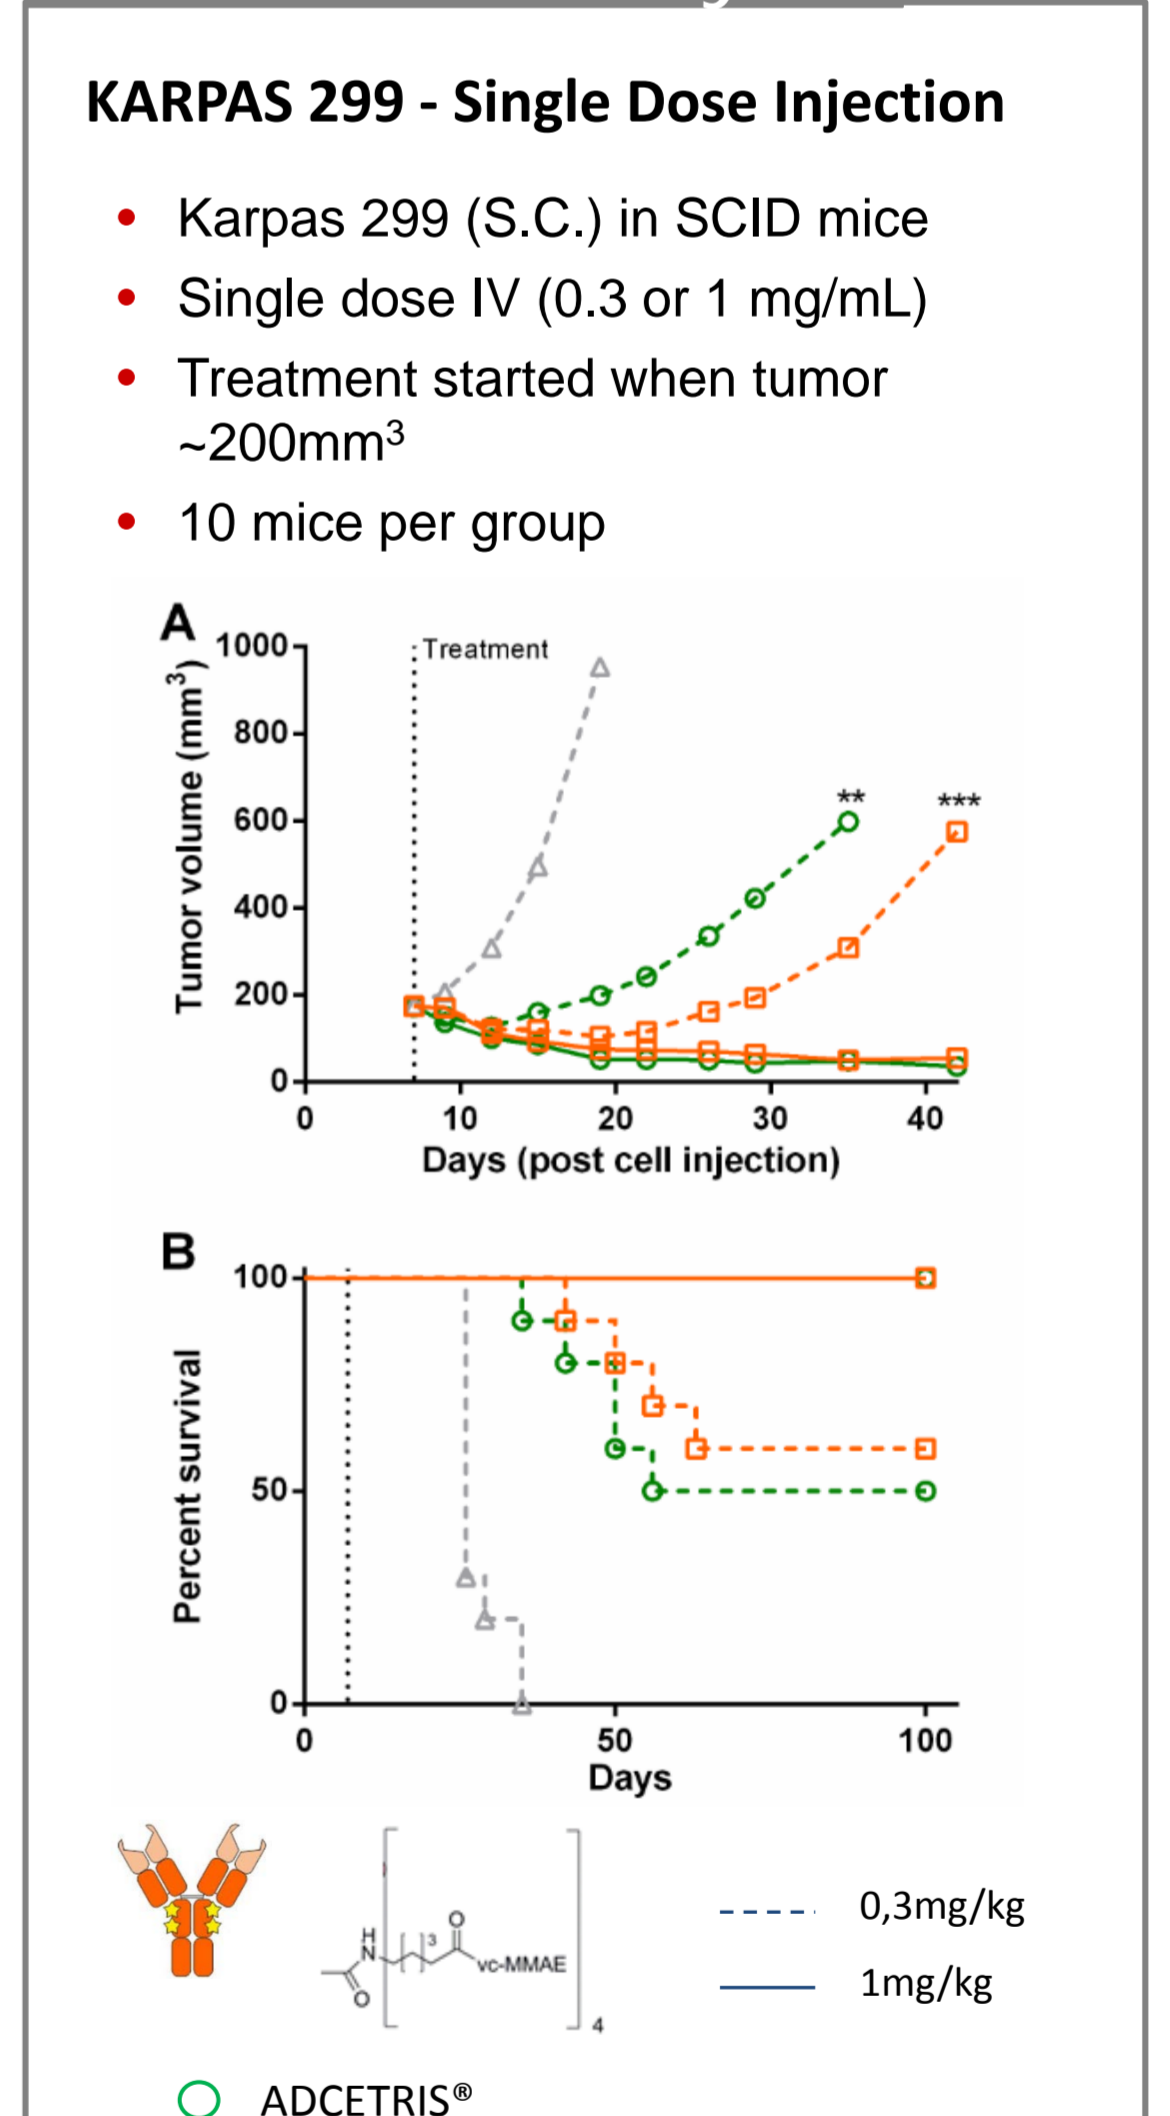 KARPAS 299 - Single Dose Injection
• Karpas 299 (S.C.) in SCID mice
• Single dose IV (0.3 or 1 mg/mL)
• Treatment started when tumor
~200mm³
• 10 mice per group
A
Tumor volume (mm³)
1000
800
600
400
200
0
Treatment
**
***
0 10 20 30 40
Days (post cell injection)
B
Percent survival
100
50
0
0 50 100
Days
H
N
O
3
O
vc-MMAE
4
0,3mg/kg
1mg/kg
ADCETRIS®